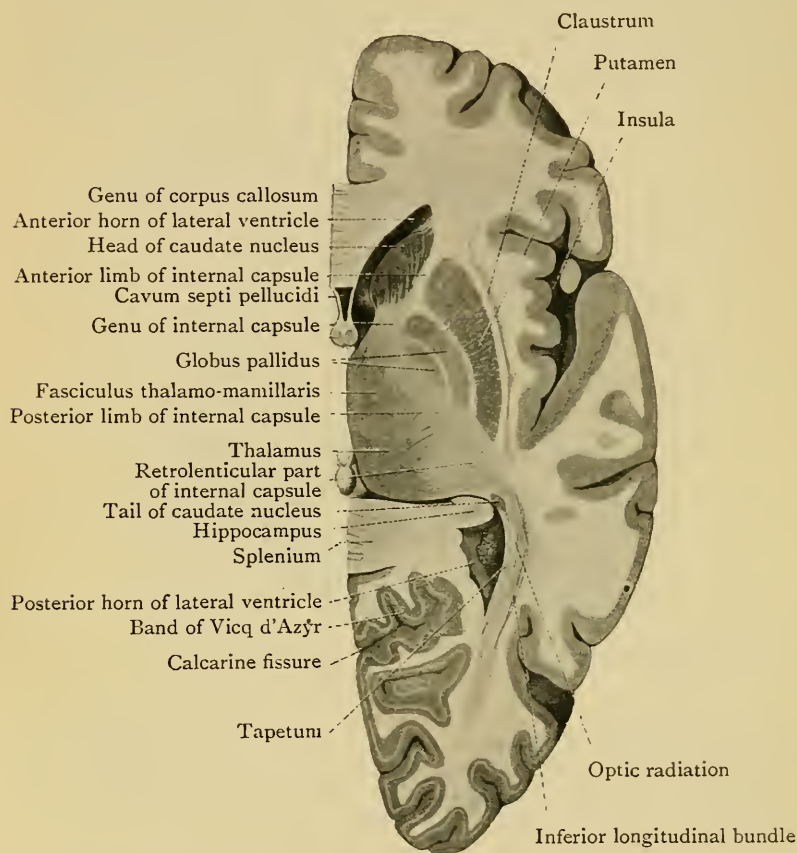 Claustrum
Putamen
Insula
Genu of corpus callosum
Anterior horn of lateral ventricle
Head of caudate nucleus
Anterior limb of internal capsule
Cavum septi pellucidi
Genu of internal capsule
Globus pallidus
Fasciculus thalamo-mamillaris
Posterior limb of internal capsule
Thalamus
Retrolenticular part
of internal capsule
Tail of caudate nucleus
Hippocampus
Splenium
Posterior horn of lateral ventricle
Band of Vicq d'Azyr
Calcarine fissure
Tapetum
Optic radiation
Inferior longitudinal bundle